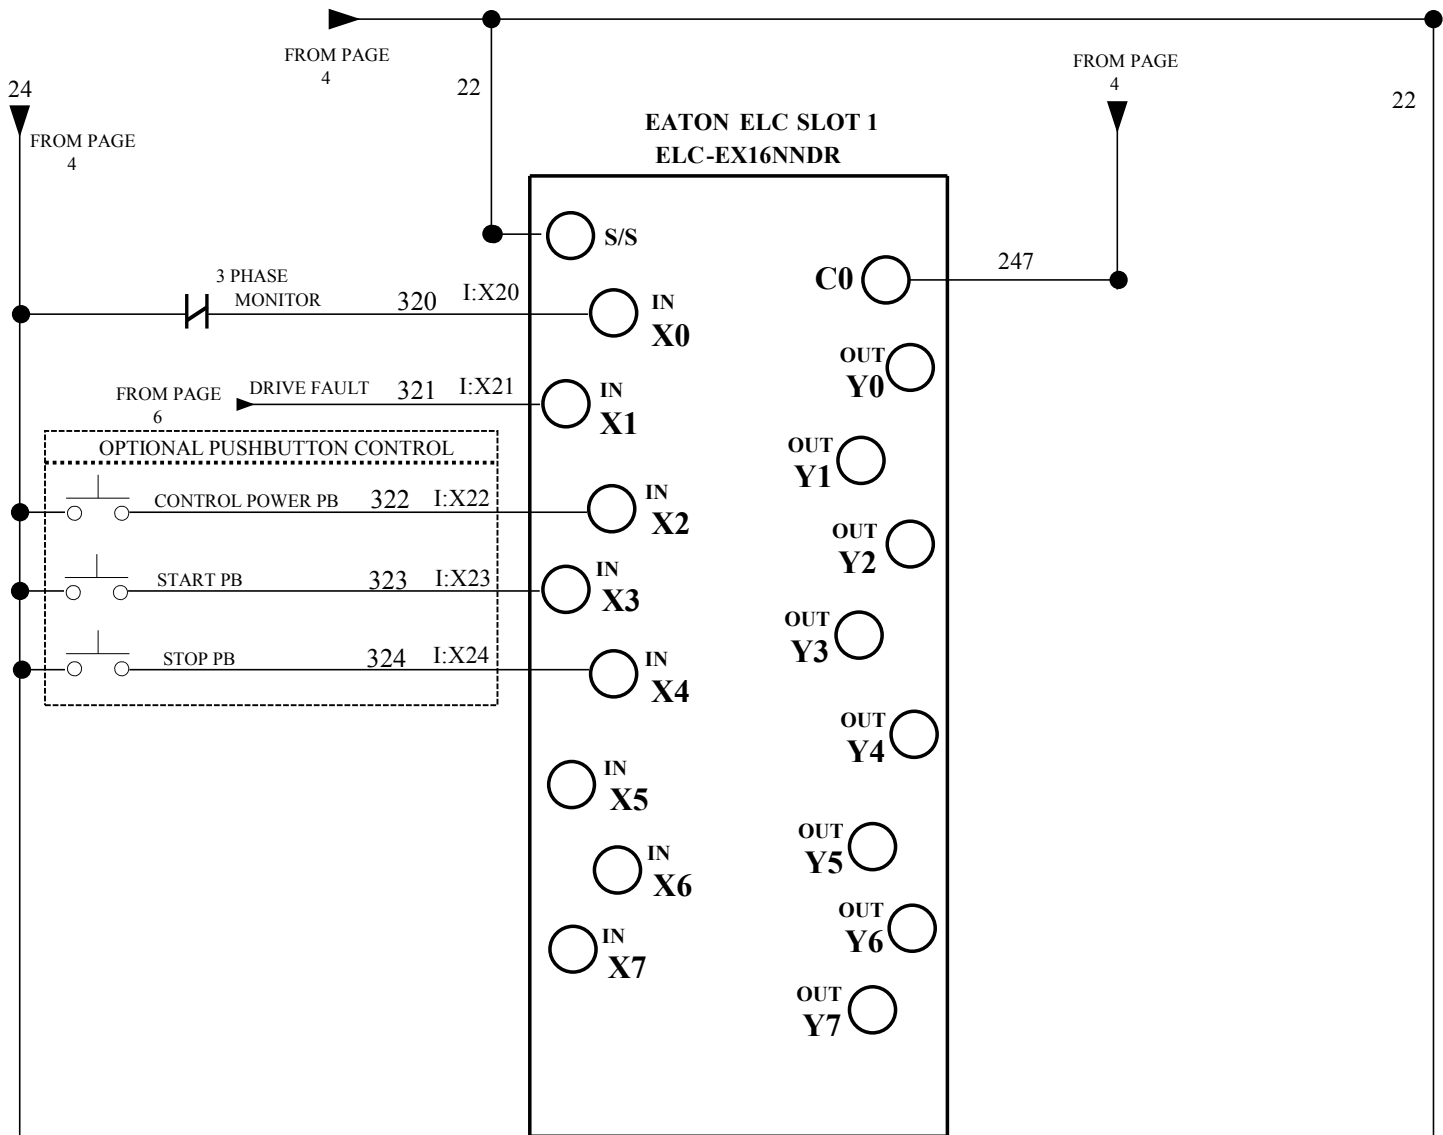 FROM PAGE
4
22
FROM PAGE
4
22
24
FROM PAGE
4
EATON ELC SLOT 1
ELC-EX16NNDR
S/S
C0
247
3 PHASE
MONITOR
320
I:X20
IN
X0
OUT
Y0
FROM PAGE
6
DRIVE FAULT
321
I:X21
IN
X1
OPTIONAL PUSHBUTTON CONTROL
OUT
Y1
CONTROL POWER PB
322
I:X22
IN
X2
OUT
Y2
START PB
323
I:X23
IN
X3
OUT
Y3
STOP PB
324
I:X24
IN
X4
OUT
Y4
IN
X5
OUT
Y5
IN
X6
OUT
Y6
IN
X7
OUT
Y7